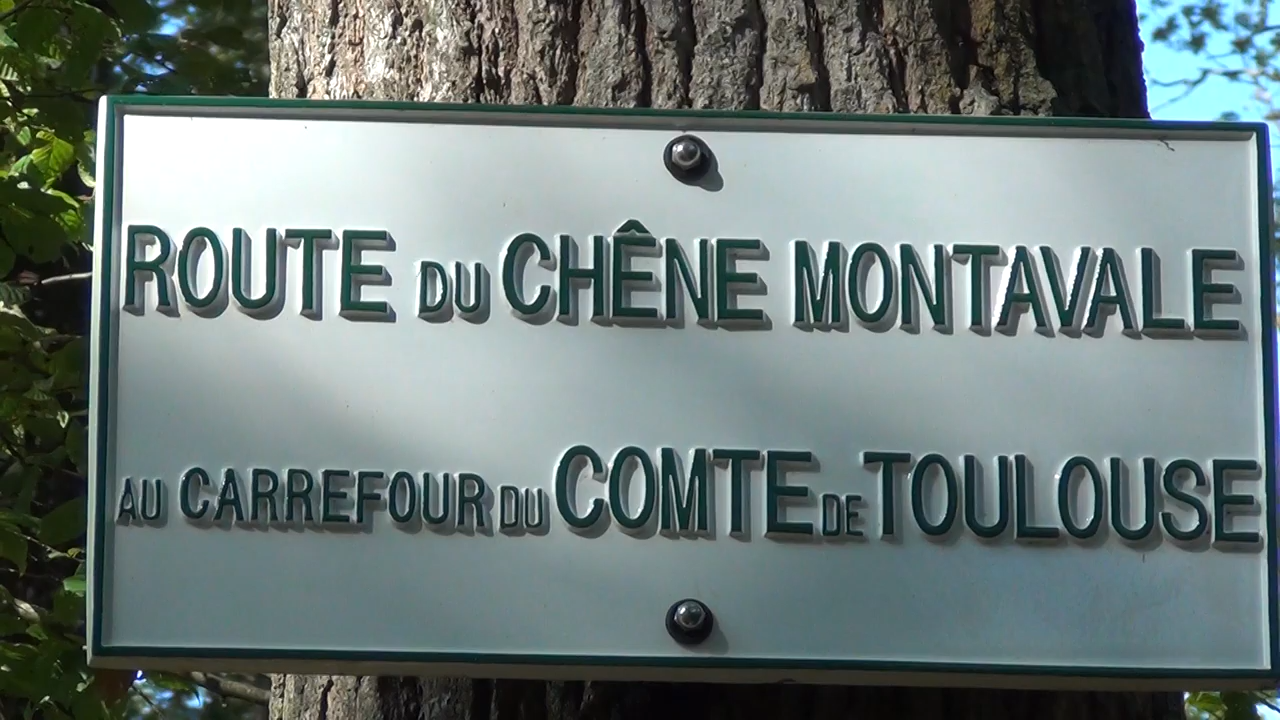 ROUTE DU CHÊNE MONTAVALE
AU CARREFOUR DU COMTE DE TOULOUSE